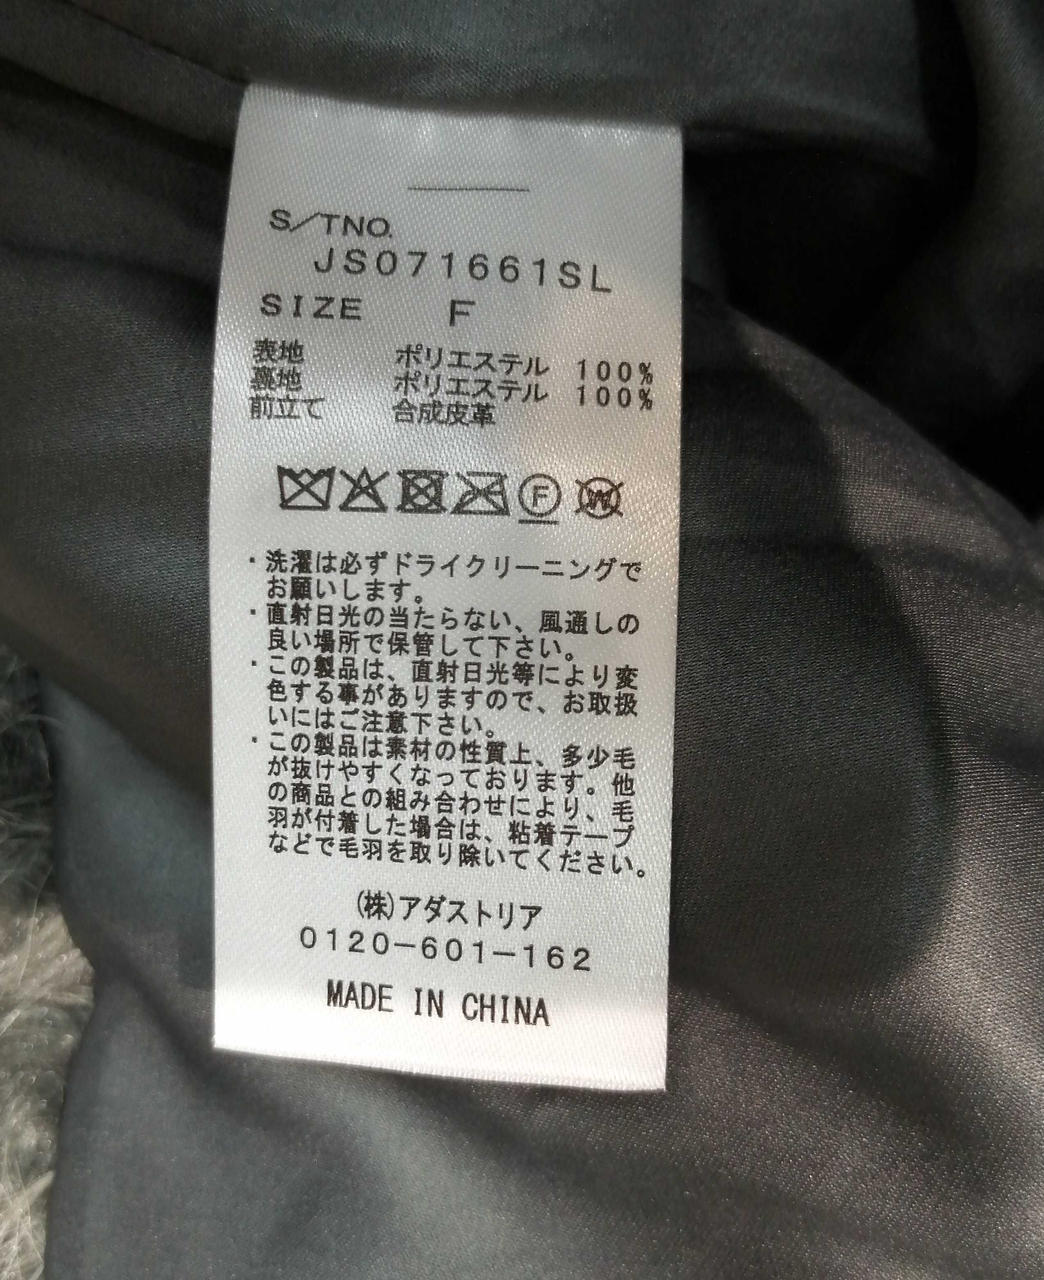 S/TNO.
JS071661SL
SIZE F
表地 ポリエステル 100%
裏地 ポリエステル 100%
前立て 合成皮革
F W
・洗濯は必ずドライクリーニングで
お願いします。
・直射日光の当たらない、風通しの
良い場所で保管して下さい。
・この製品は、直射日光等により変
色する事がありますので、お取扱
いにはご注意下さい。
・この製品は素材の性質上、多少毛
が抜けやすくなっております。他
の商品との組み合わせにより、毛
羽が付着した場合は、粘着テープ
などで毛羽を取り除いてください。
(株)アダストリア
0120-601-162
MADE IN CHINA